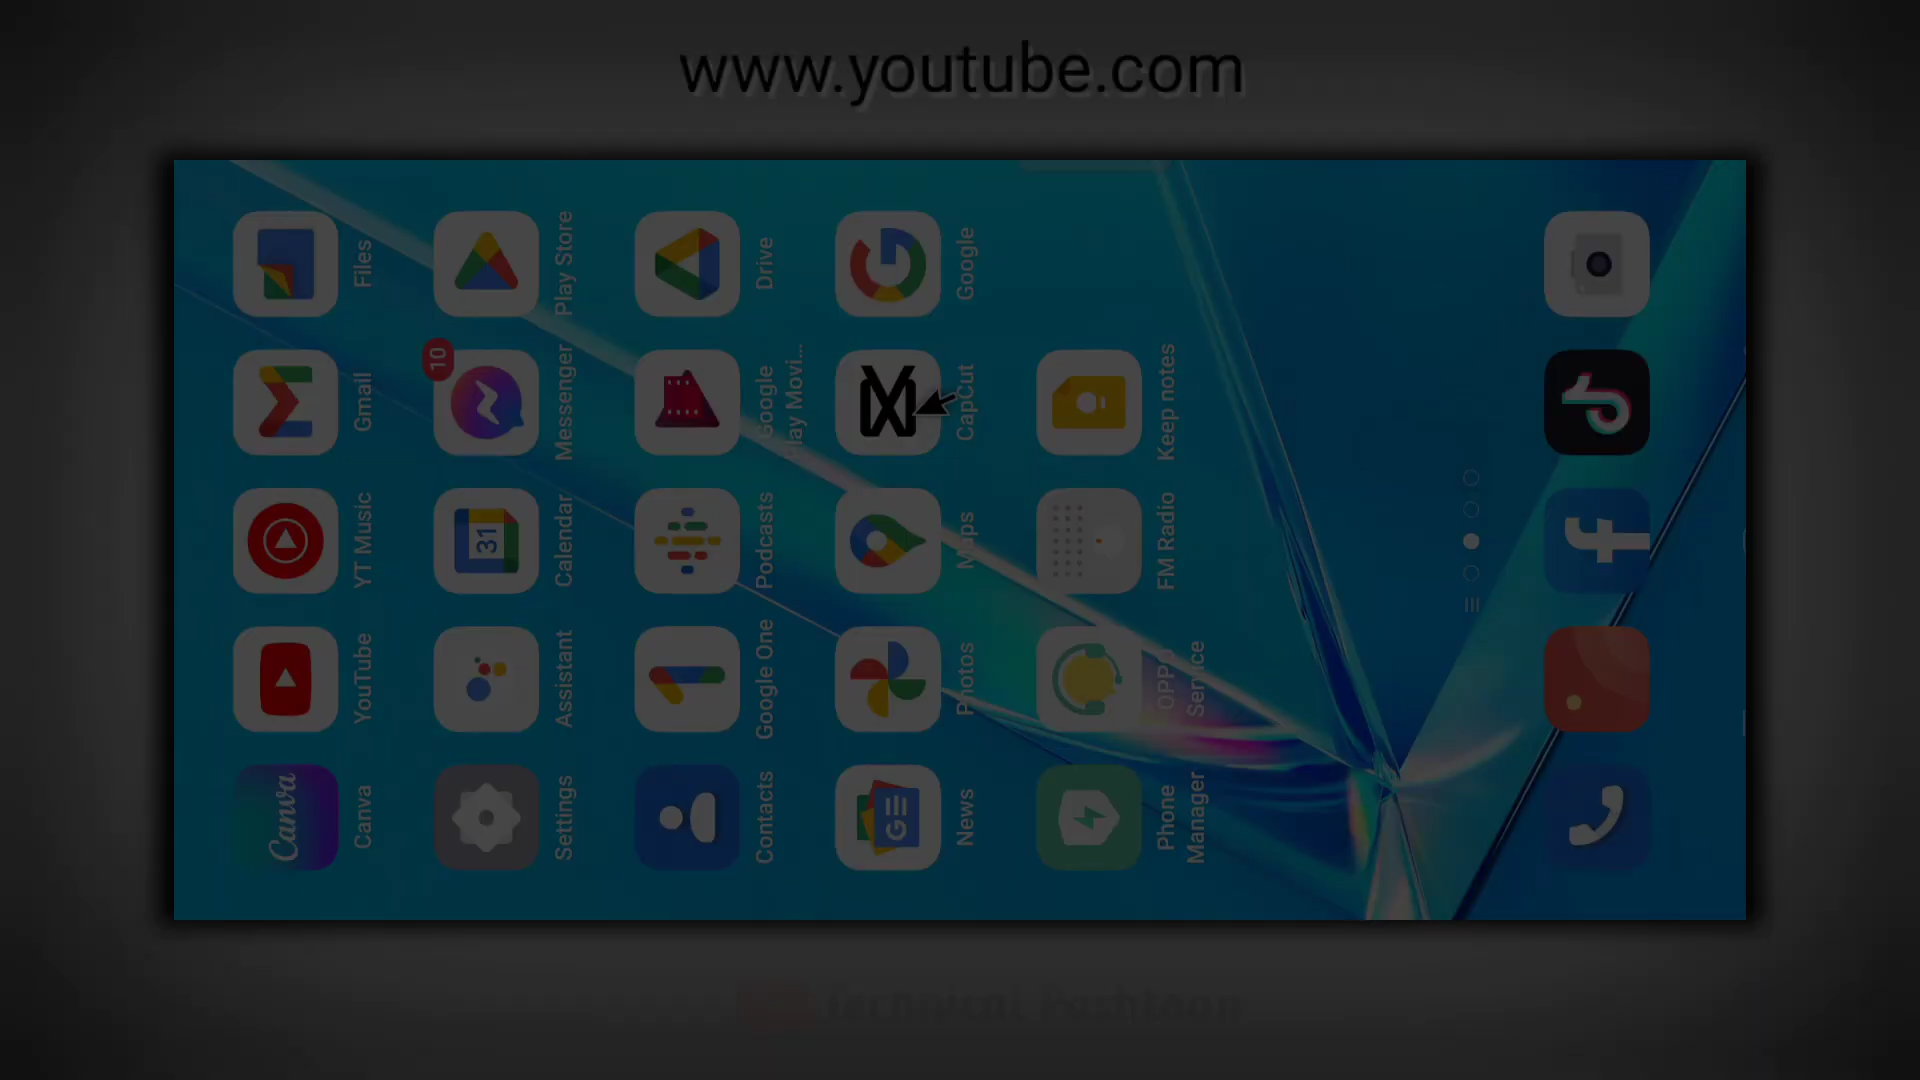 www.youtube.com
Files
Play Store
Drive
Google
Gmail
10
Messenger
Google
Play Movi...
CapCut
Keep notes
YT Music
31
Calendar
Podcasts
Maps
FM Radio
YouTube
Assistant
Google One
Photos
OPPO
Service
Canva
Canva
Settings
Contacts
GE
News
Phone
Manager
Technical Pashtoon